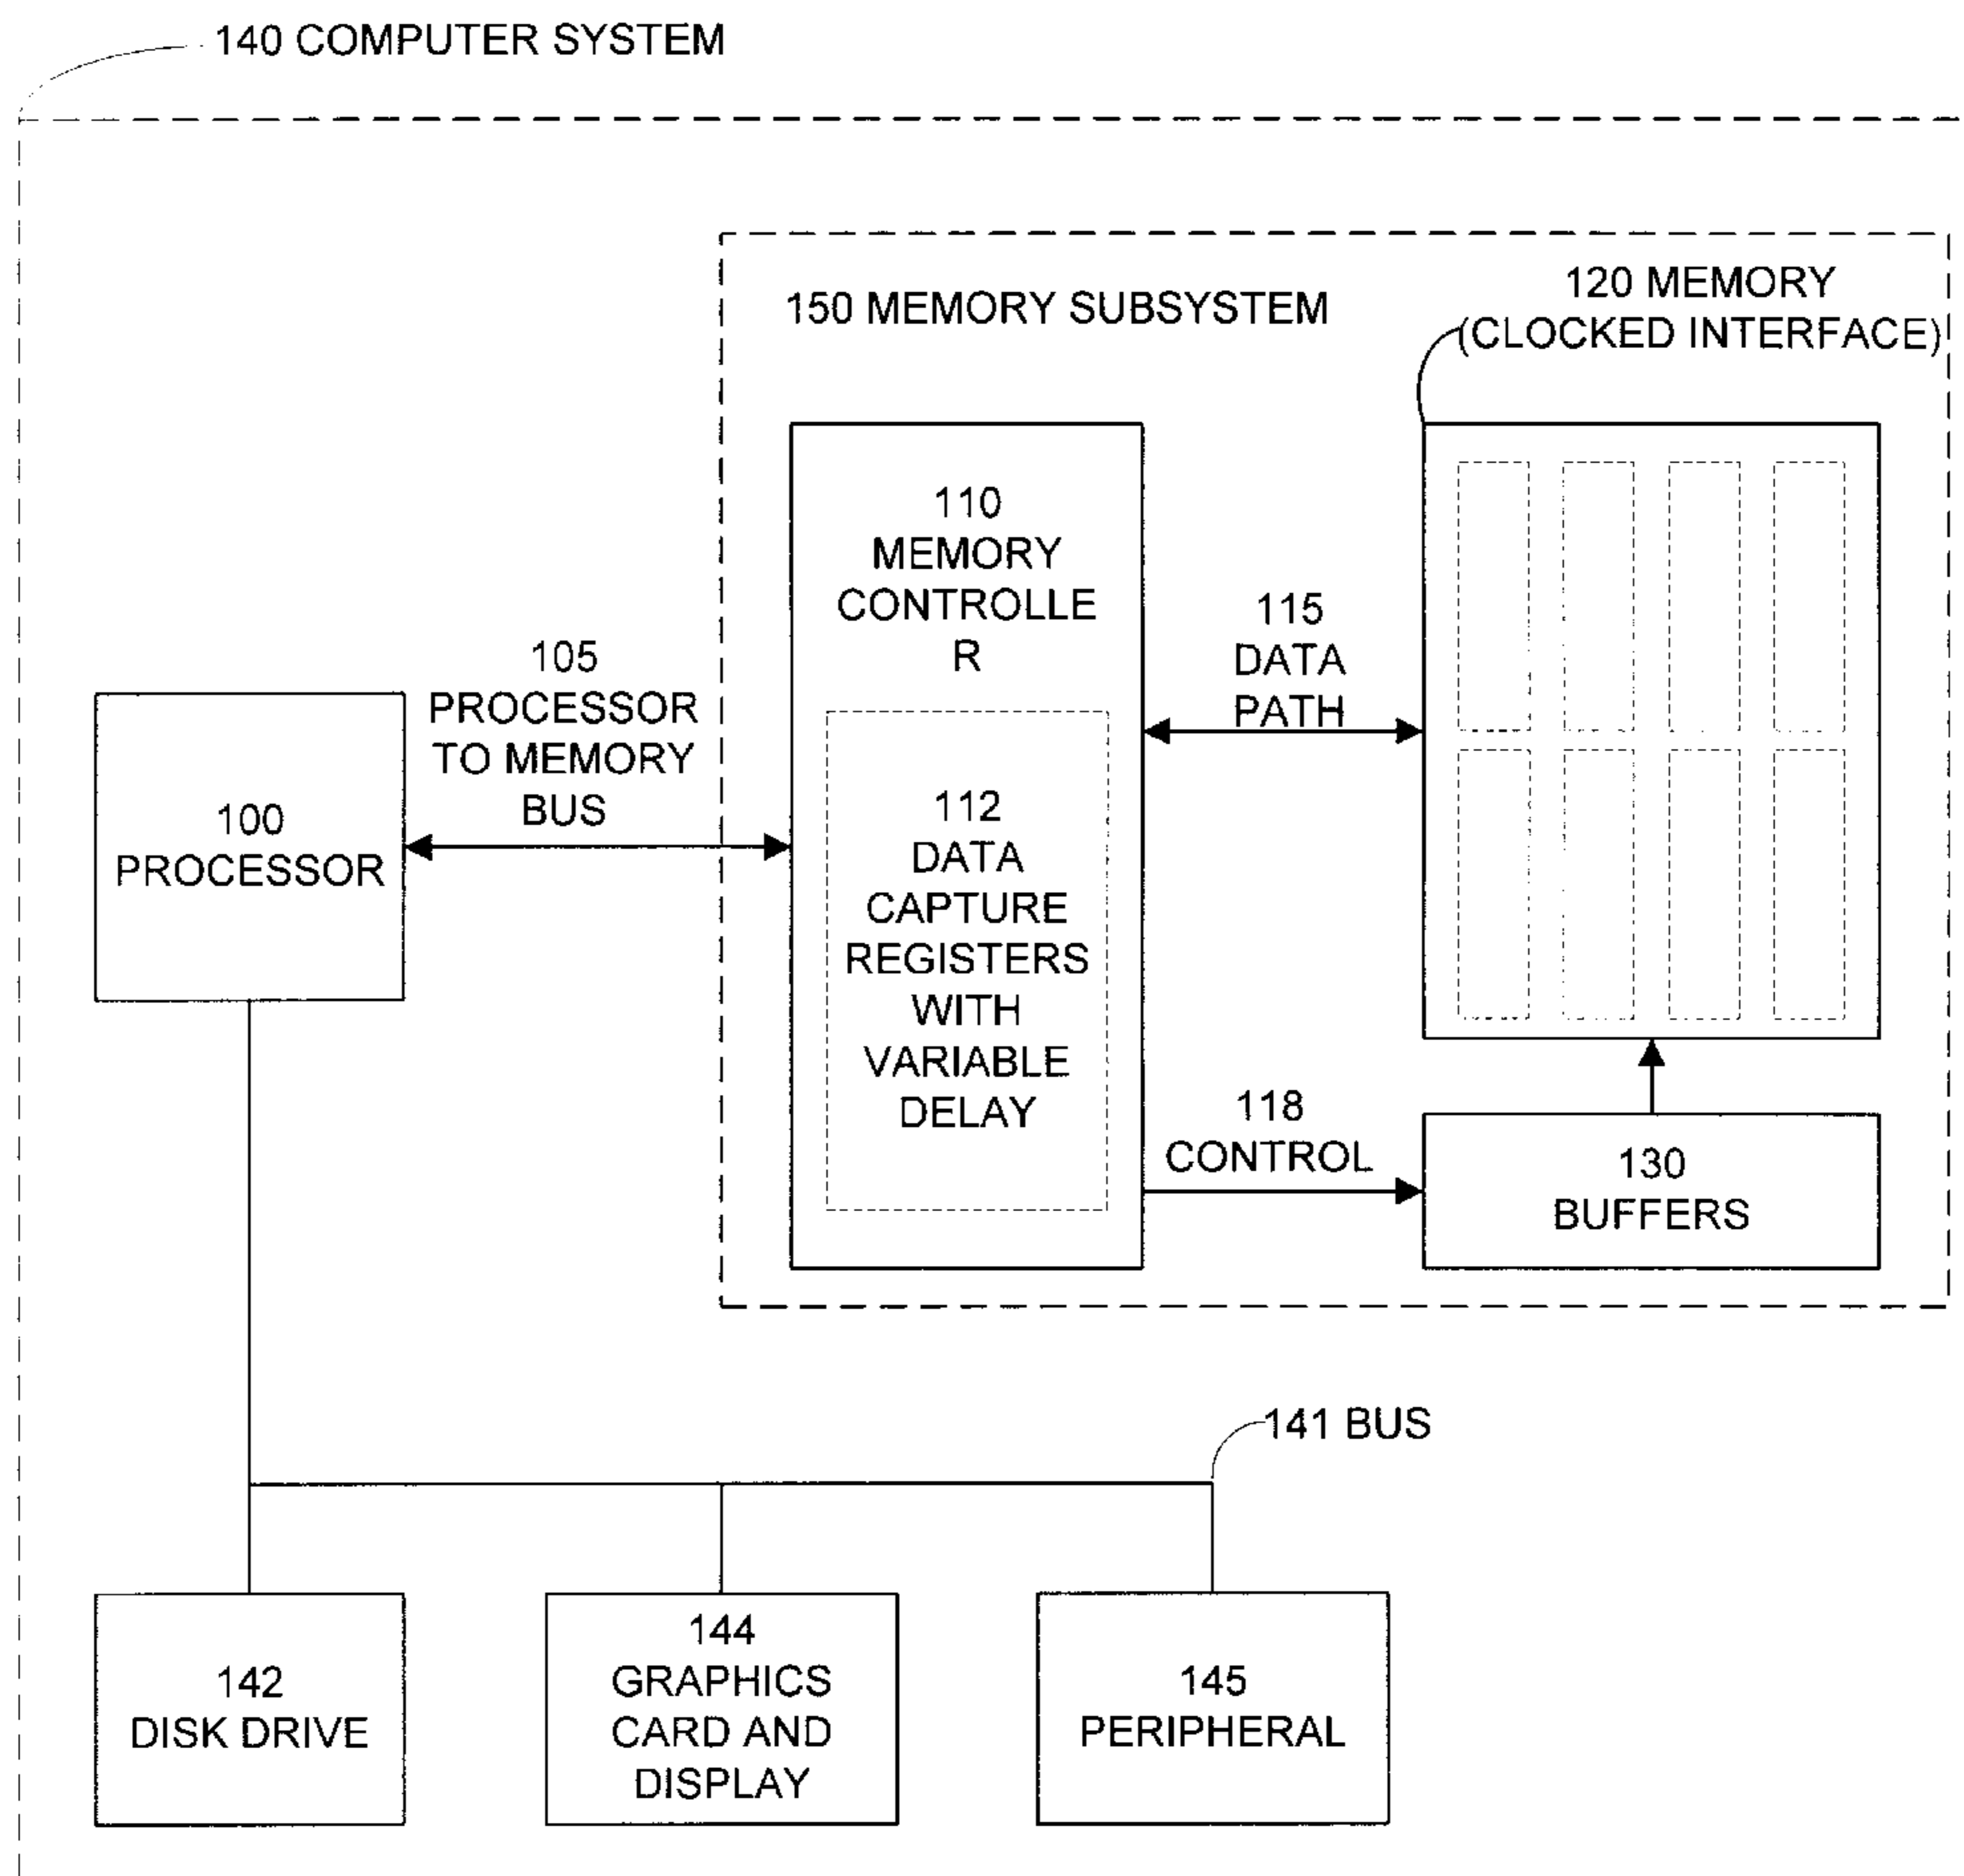 140 COMPUTER SYSTEM
150 MEMORY SUBSYSTEM
120 MEMORY
(CLOCKED INTERFACE)
110
MEMORY
CONTROLLE
R
112
DATA
CAPTURE
REGISTERS
WITH
VARIABLE
DELAY
115
DATA
PATH
105
PROCESSOR
TO MEMORY
BUS
100
PROCESSOR
118
CONTROL
130
BUFFERS
141 BUS
142
DISK DRIVE
144
GRAPHICS
CARD AND
DISPLAY
145
PERIPHERAL